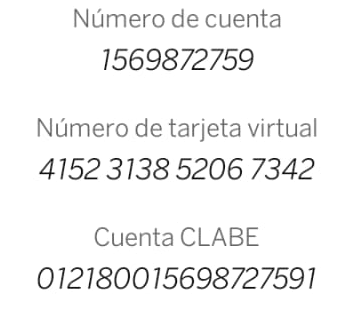 Número de cuenta
1569872759
Número de tarjeta virtual
4152 3138 5206 7342
Cuenta CLABE
012180015698727591